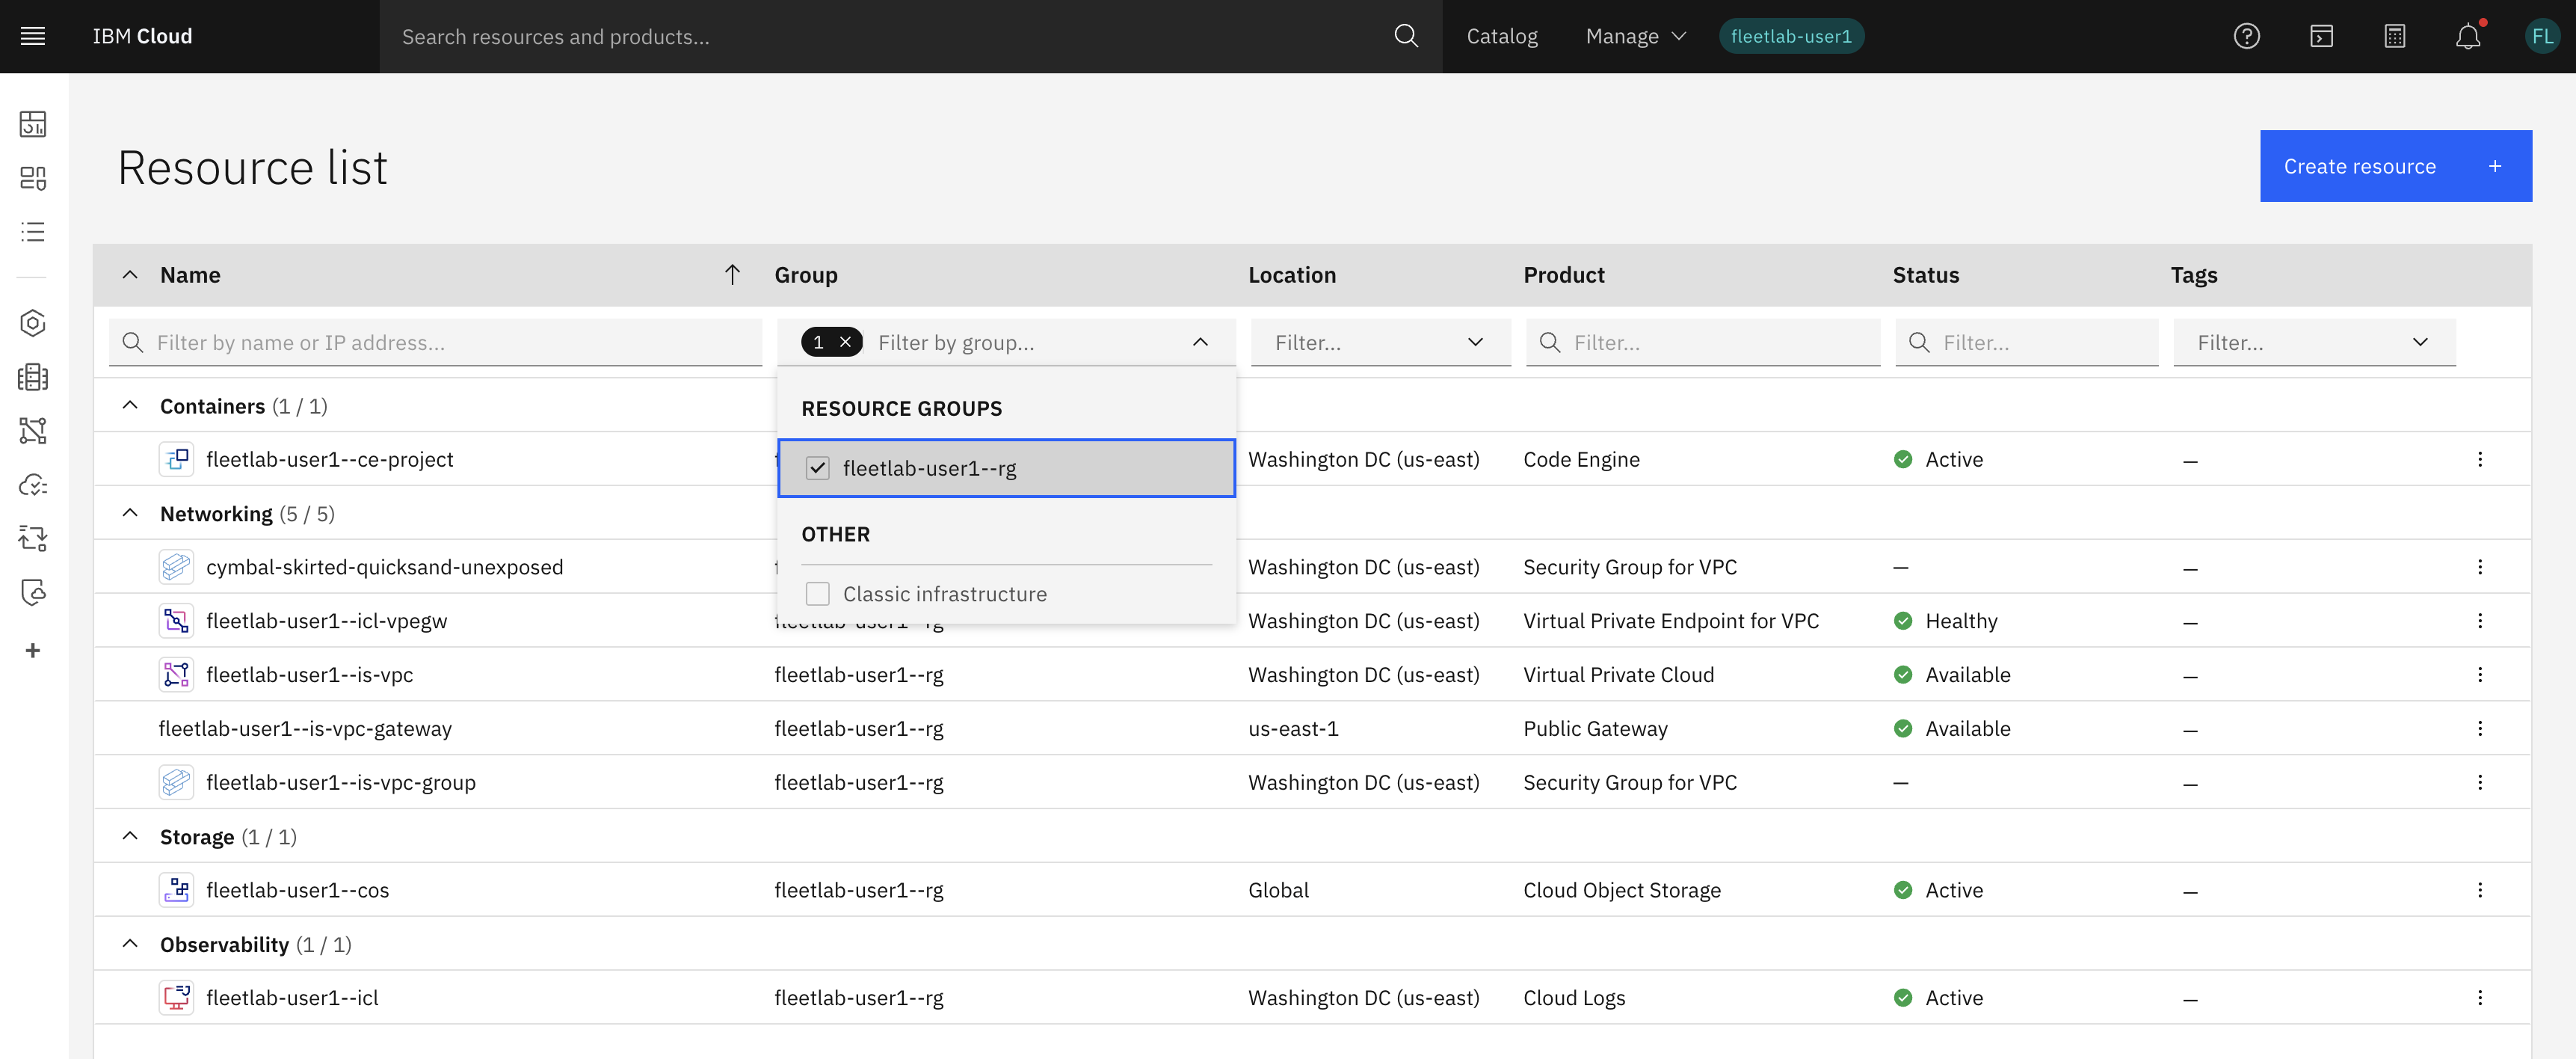 IBM Cloud
Search resources and products...
Catalog
Manage
fleetlab-user1
FL
Resource list
Create resource +
Name Group Location Product Status Tags
Filter by name or IP address... 1 Filter by group... Filter... Filter... Filter... Filter...
RESOURCE GROUPS
fleetlab-user1--rg
OTHER
Classic infrastructure
Containers (1 / 1)
fleetlab-user1--ce-project Washington DC (us-east) Code Engine Active –
Networking (5 / 5)
cymbal-skirted-quicksand-unexposed Washington DC (us-east) Security Group for VPC – –
fleetlab-user1--icl-vpegw fleetlab-user1--rg Washington DC (us-east) Virtual Private Endpoint for VPC Healthy –
fleetlab-user1--is-vpc fleetlab-user1--rg Washington DC (us-east) Virtual Private Cloud Available –
fleetlab-user1--is-vpc-gateway fleetlab-user1--rg us-east-1 Public Gateway Available –
fleetlab-user1--is-vpc-group fleetlab-user1--rg Washington DC (us-east) Security Group for VPC – –
Storage (1 / 1)
fleetlab-user1--cos fleetlab-user1--rg Global Cloud Object Storage Active –
Observability (1 / 1)
fleetlab-user1--icl fleetlab-user1--rg Washington DC (us-east) Cloud Logs Active –